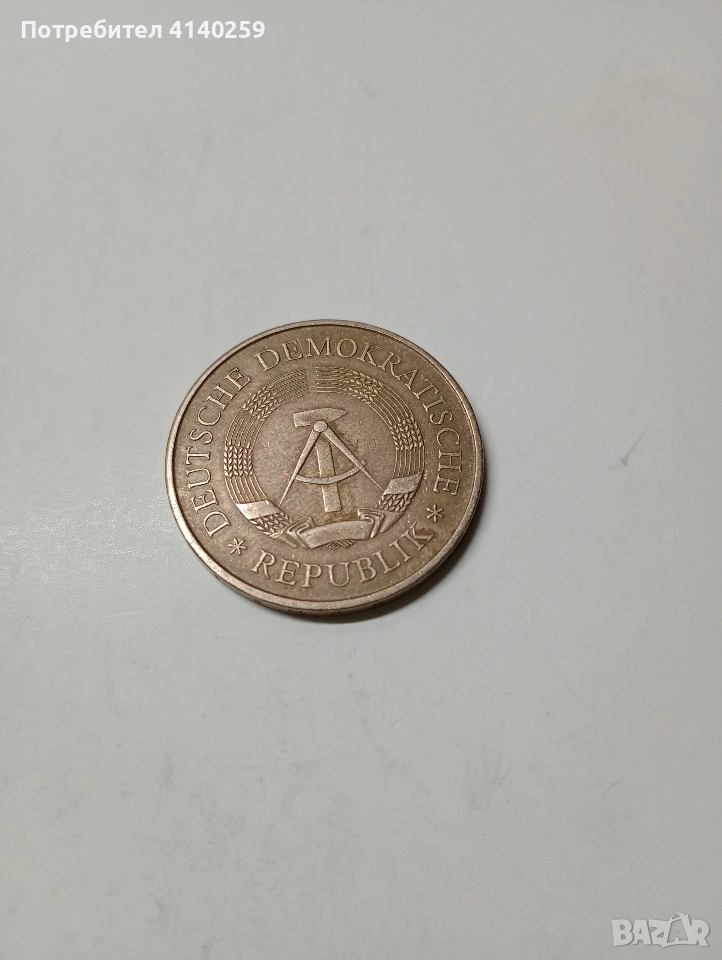 Потребител 4140259
DEUTSCHE DEMOKRATISCHE
* REPUBLIK *
BAZAR